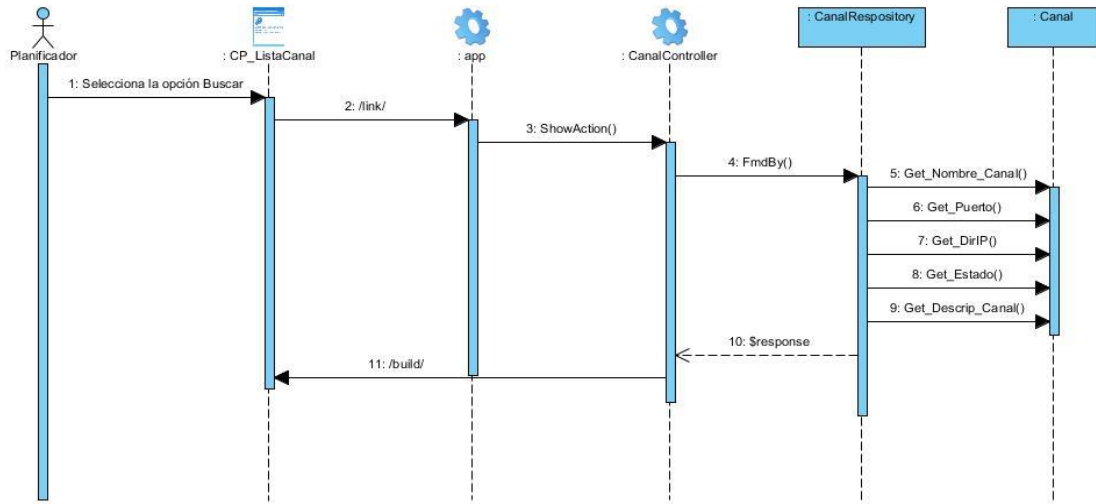 : CanalRespository
: Canal
Planificador
: CP_ListaCanal
: app
: CanalController
1: Selecciona la opción Buscar
2: /link/
3: ShowAction()
4: FmdBy()
5: Get_Nombre_Canal()
6: Get_Puerto()
7: Get_DirIP()
8: Get_Estado()
9: Get_Descrip_Canal()
10: $response
11: /build/